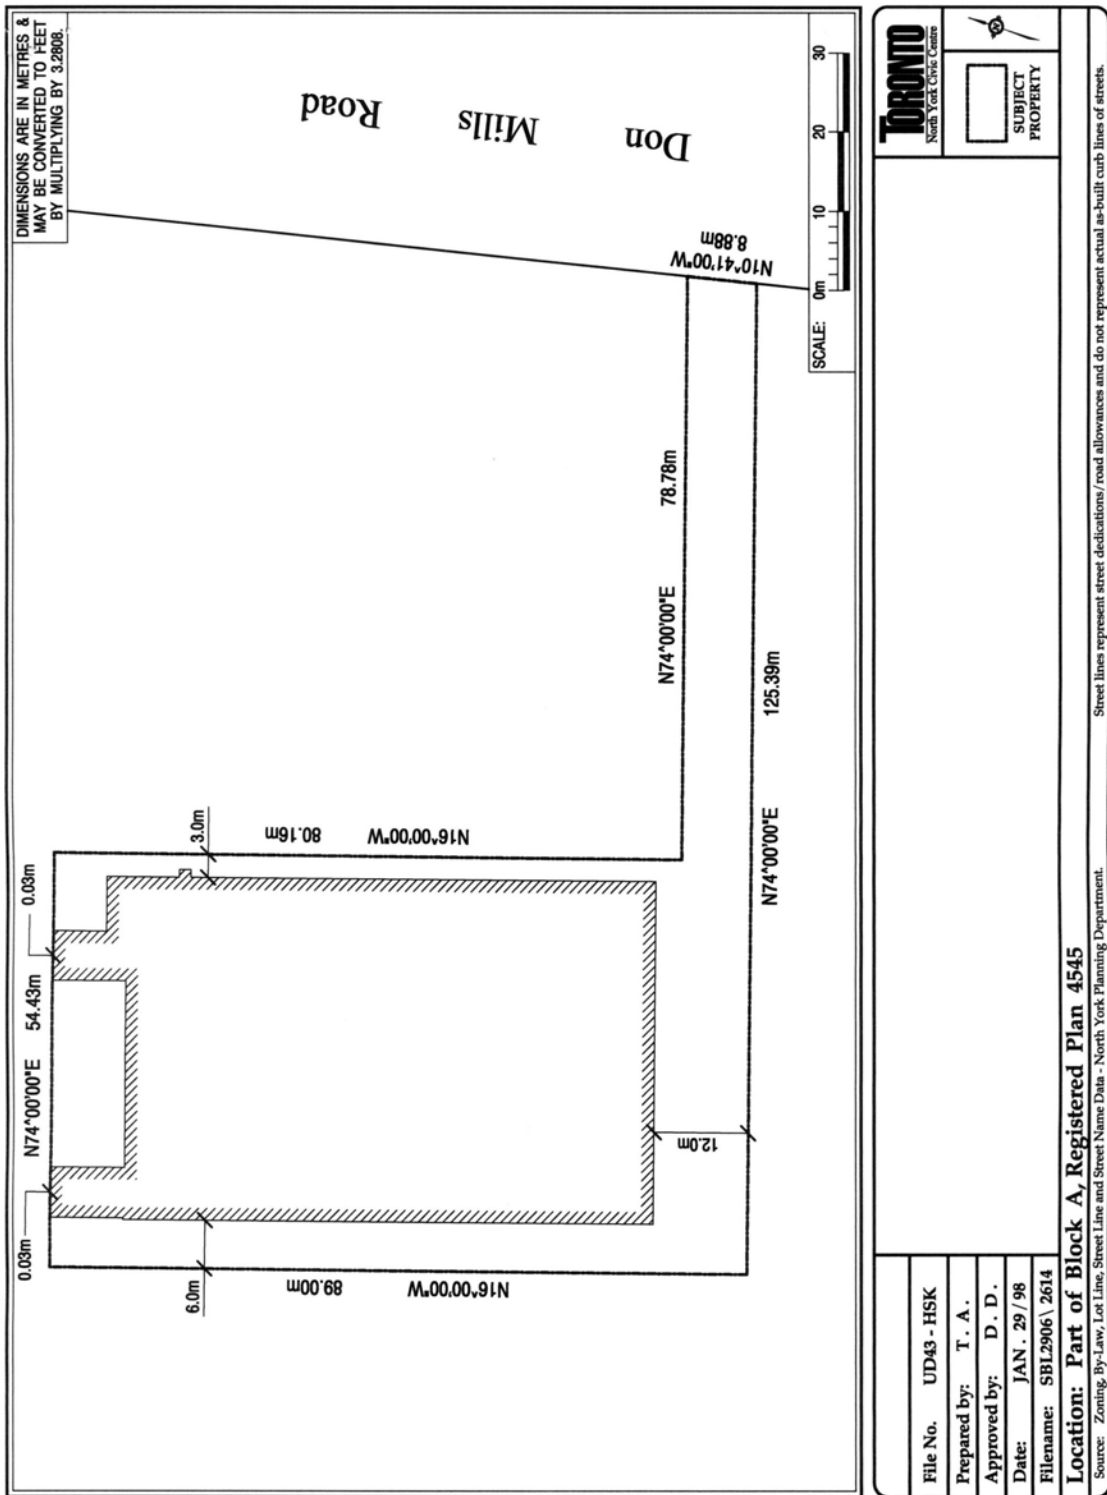 DIMENSIONS ARE IN METRES &
MAY BE CONVERTED TO FEET
BY MULTIPLYING BY 3.2808.
Don Mills Road
0.03m
N74^00'00"E 54.43m
0.03m
6.0m
3.0m
N16^00'00"W 89.00m
N16^00'00"W 80.16m
12.0m
N74^00'00"E 78.78m
N74^00'00"E 125.39m
N10^41'00"W
8.88m
SCALE: 0m 10 20 30
TORONTO
North York Civic Centre
N
SUBJECT
PROPERTY
File No. UD43 - HSK
Prepared by: T . A .
Approved by: D . D .
Date: JAN . 29 / 98
Filename: SBL2906\ 2614
Location: Part of Block A, Registered Plan 4545
Source: Zoning, By-Law, Lot Line, Street Line and Street Name Data - North York Planning Department.
Street lines represent street dedications/road allowances and do not represent actual as-built curb lines of streets.